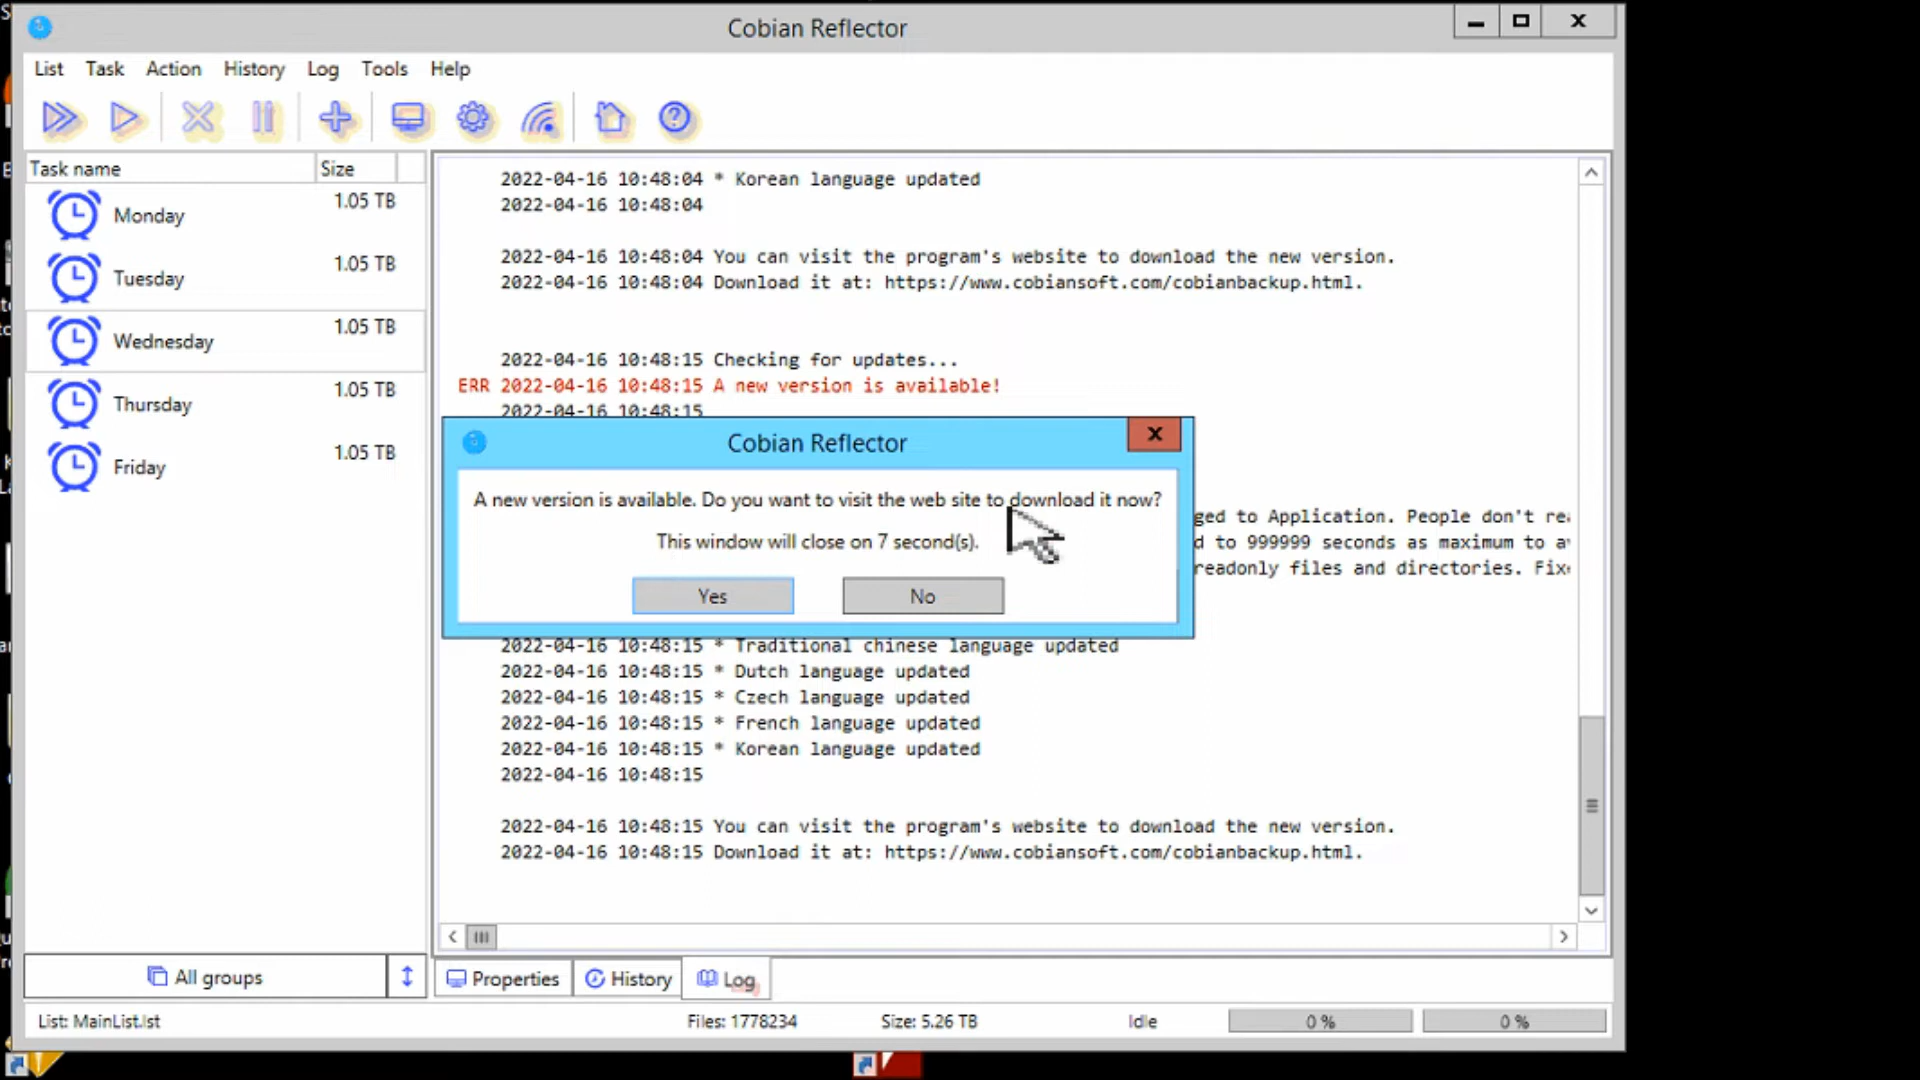 Cobian Reflector
List Task Action History Log Tools Help
Task name Size
Monday 1.05 TB
Tuesday 1.05 TB
Wednesday 1.05 TB
Thursday 1.05 TB
Friday 1.05 TB
2022-04-16 10:48:04 * Korean language updated
2022-04-16 10:48:04
2022-04-16 10:48:04 You can visit the program's website to download the new version.
2022-04-16 10:48:04 Download it at: https://www.cobiansoft.com/cobianbackup.html.
2022-04-16 10:48:15 Checking for updates...
ERR 2022-04-16 10:48:15 A new version is available!
2022-04-16 10:48:15
Cobian Reflector
A new version is available. Do you want to visit the web site to download it now?
This window will close on 7 second(s).
Yes No
to Application. People don't
to 999999 seconds as maximum to
readonly files and directories.
2022-04-16 10:48:15 * Traditional chinese language updated
2022-04-16 10:48:15 * Dutch language updated
2022-04-16 10:48:15 * Czech language updated
2022-04-16 10:48:15 * French language updated
2022-04-16 10:48:15 * Korean language updated
2022-04-16 10:48:15
2022-04-16 10:48:15 You can visit the program's website to download the new version.
2022-04-16 10:48:15 Download it at: https://www.cobiansoft.com/cobianbackup.html.
All groups
Properties History Log
List: MainList.lst Files: 1778234 Size: 5.26 TB Idle 0 % 0 %